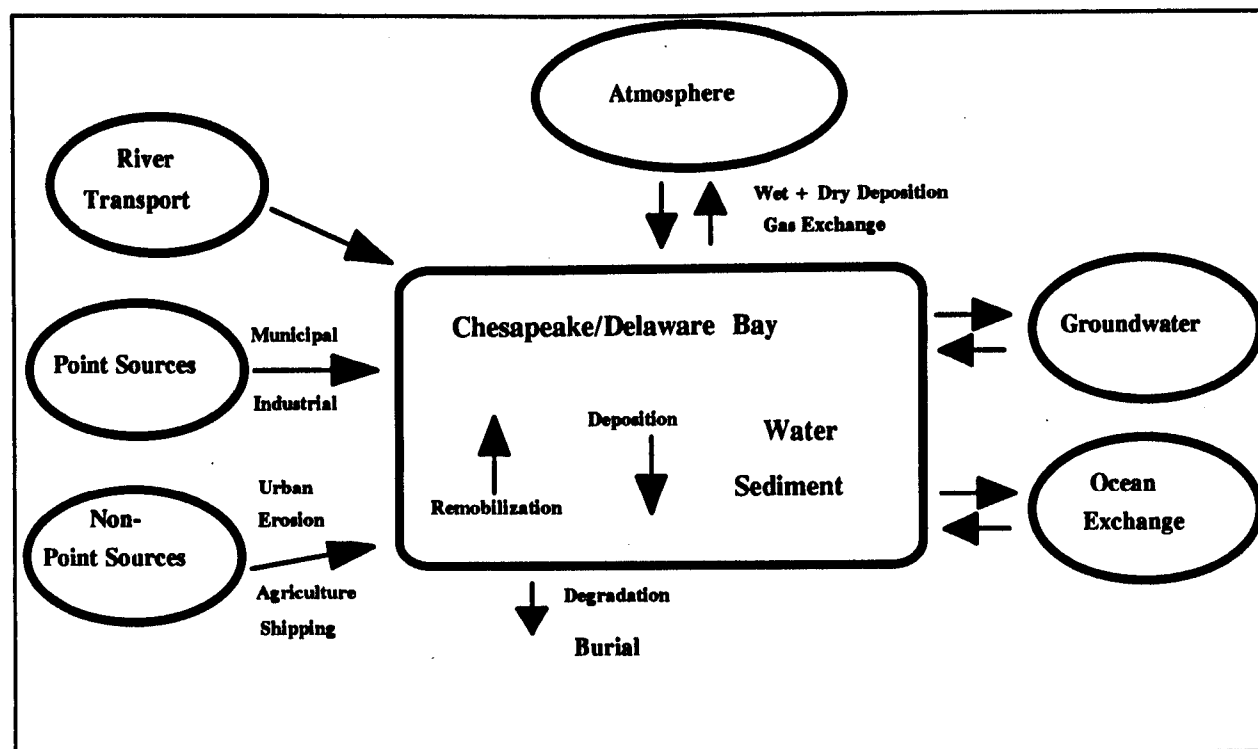 Atmosphere
River
Transport
Wet + Dry Deposition
Gas Exchange
Chesapeake/Delaware Bay
Groundwater
Point Sources
Municipal
Industrial
Deposition
Water
Sediment
Remobilization
Ocean
Exchange
Non-
Point Sources
Urban
Erosion
Agriculture
Shipping
Degradation
Burial